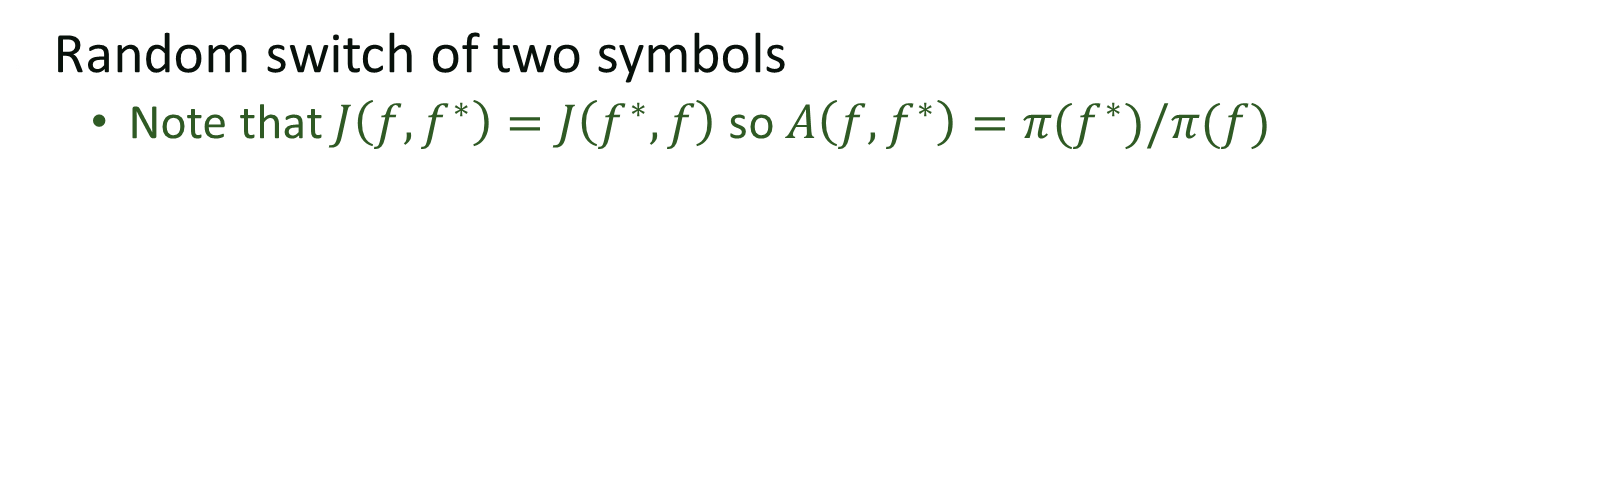 Random switch of two symbols
• Note that J(f, f*) = J(f*, f) so A(f, f*) = π(f*)/π(f)